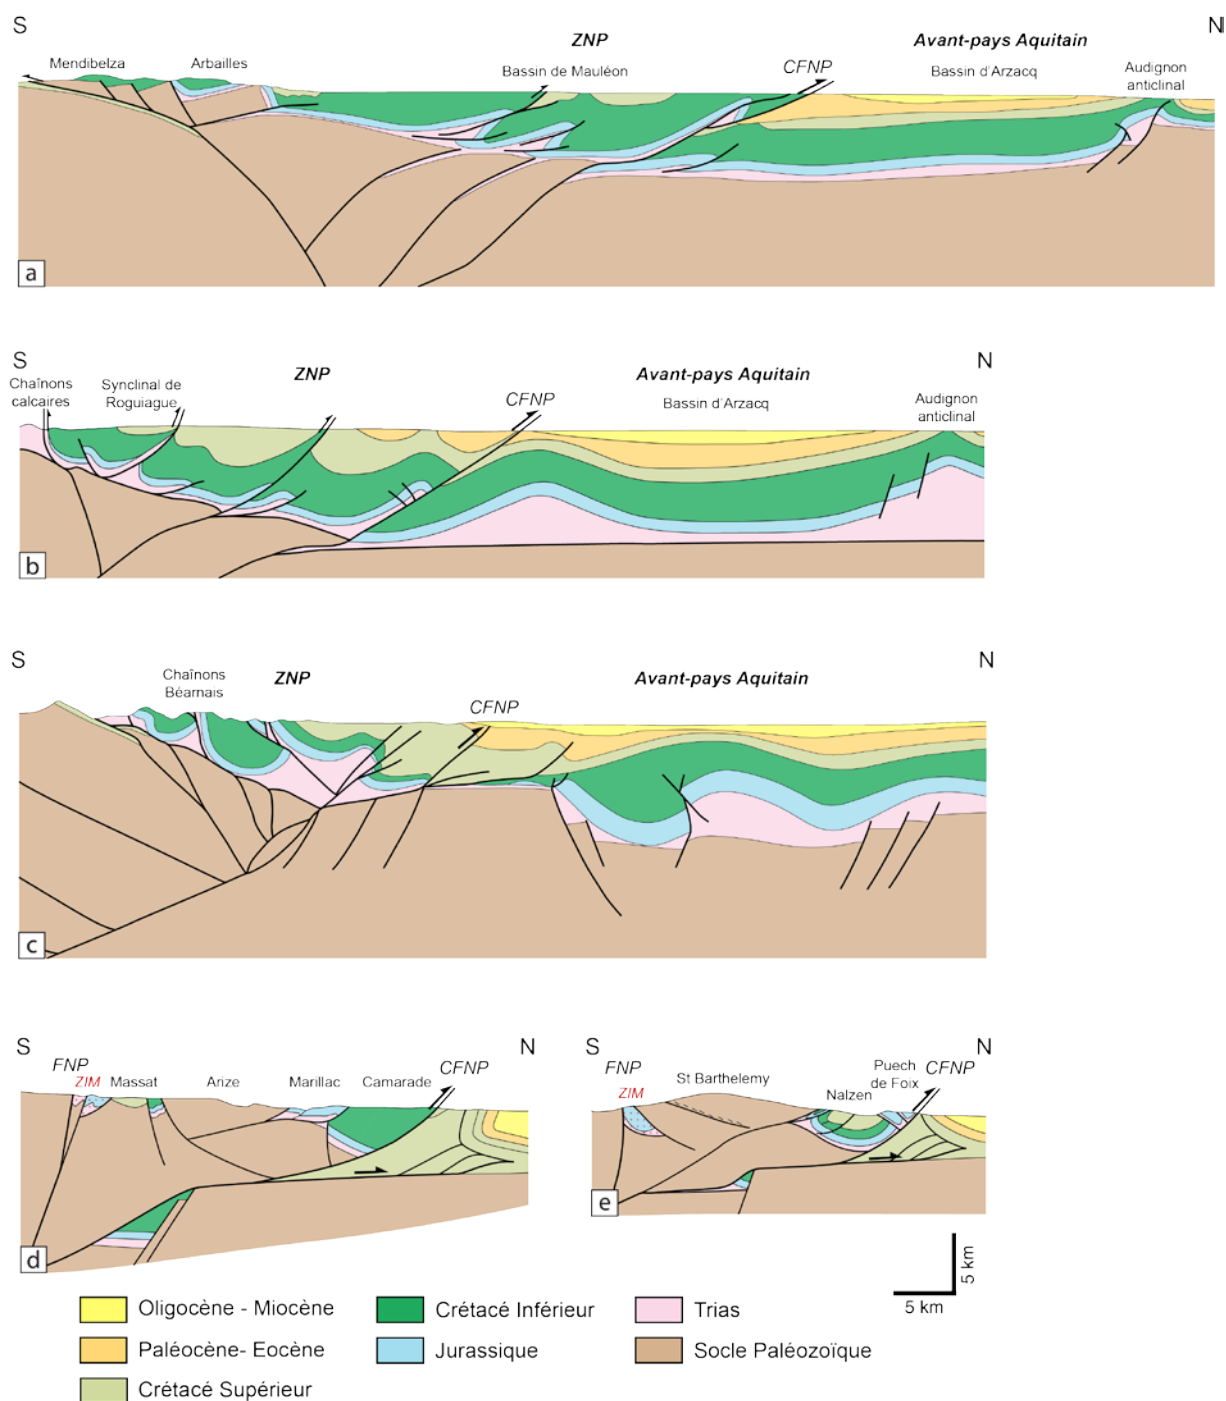 S
N
ZNP
Avant-pays Aquitain
Mendibelza
Arbailles
Bassin de Mauléon
CFNP
Bassin d'Arzacq
Audignon
anticlinal
a
S
N
Chaînons
calcaires
Synclinal de
Roguiague
ZNP
CFNP
Avant-pays Aquitain
Bassin d'Arzacq
Audignon
anticlinal
b
S
N
Chaînons
Béarnais
ZNP
CFNP
Avant-pays Aquitain
c
S
N
FNP
ZIM
Massat
Arize
Marillac
Camarade
CFNP
d
S
N
FNP
ZIM
St Barthelemy
Nalzen
Puech
de Foix
CFNP
e
5 km
5 km
Oligocène - Miocène
Crétacé Inférieur
Trias
Paléocène- Eocène
Jurassique
Socle Paléozoïque
Crétacé Supérieur